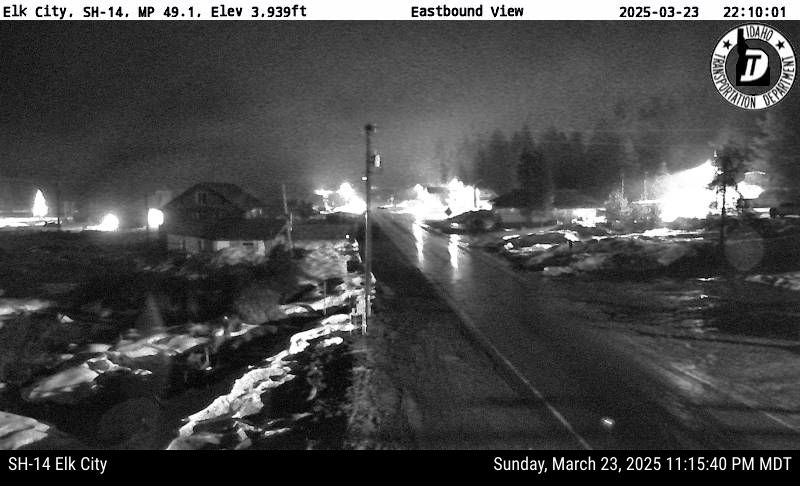 Elk City, SH-14, MP 49.1, Elev 3,939ft Eastbound View 2025-03-23 22:10:01
IDAHO
TRANSPORTATION DEPARTMENT
SH-14 Elk City Sunday, March 23, 2025 11:15:40 PM MDT